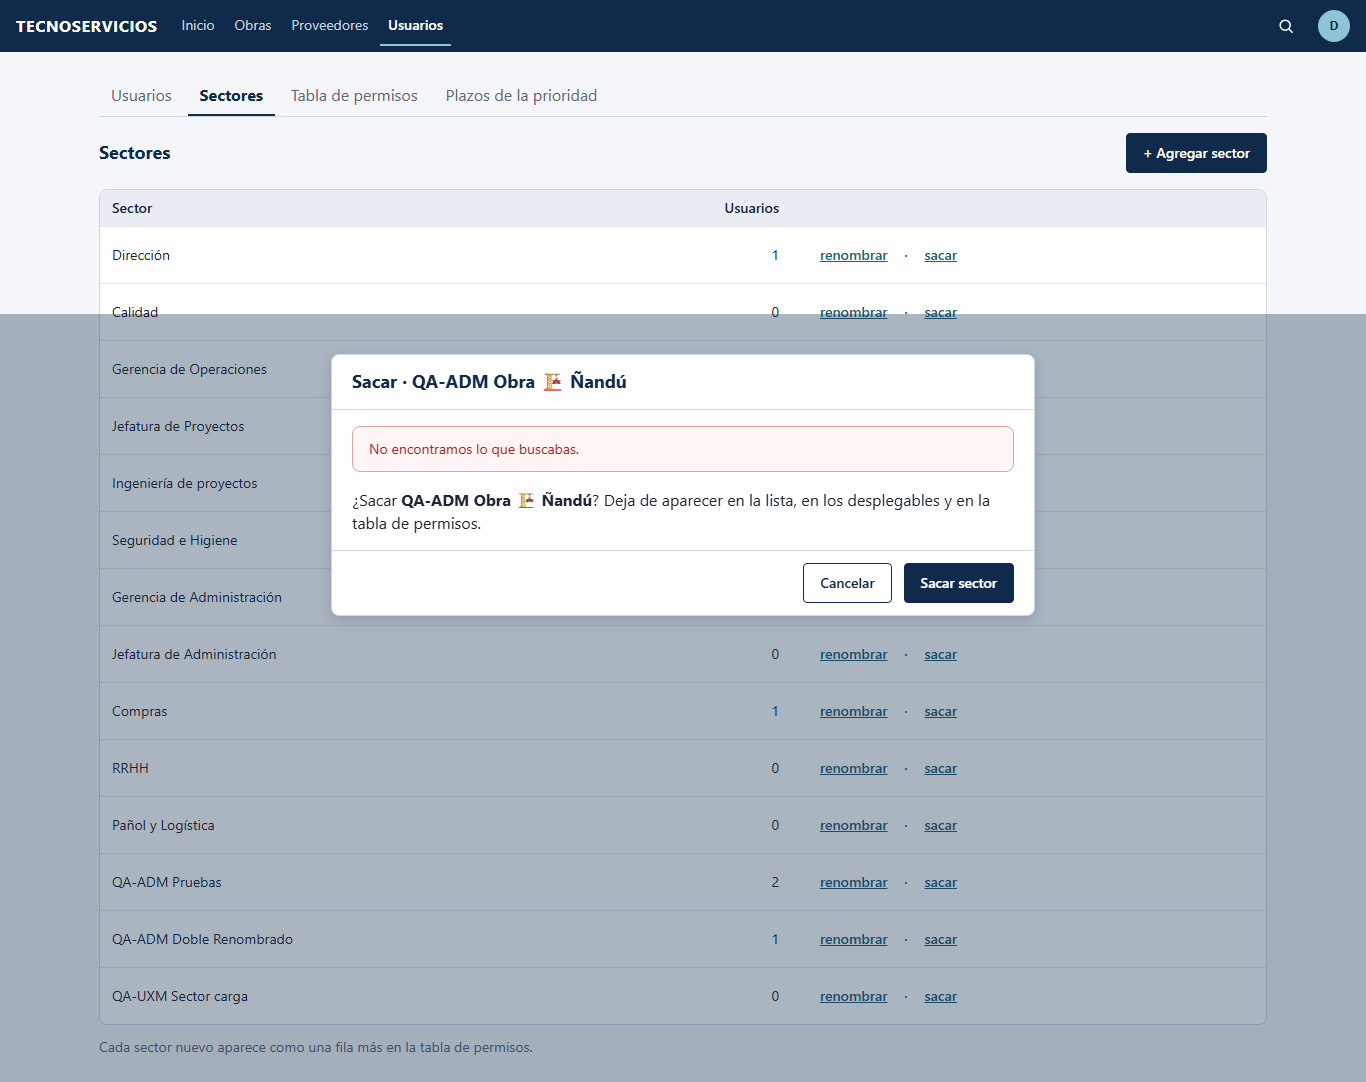 TECNOSERVICIOS Inicio Obras Proveedores Usuarios D
Usuarios Sectores Tabla de permisos Plazos de la prioridad
Sectores + Agregar sector
Sector Usuarios
Dirección 1 renombrar · sacar
Calidad 0 renombrar · sacar
Gerencia de Operaciones
Jefatura de Proyectos
Ingeniería de proyectos
Seguridad e Higiene
Gerencia de Administración
Sacar · QA-ADM Obra 🏗️ Ñandú
No encontramos lo que buscabas.
¿Sacar QA-ADM Obra 🏗️ Ñandú? Deja de aparecer en la lista, en los desplegables y en la
tabla de permisos.
Cancelar Sacar sector
Jefatura de Administración 0 renombrar · sacar
Compras 1 renombrar · sacar
RRHH 0 renombrar · sacar
Pañol y Logística 0 renombrar · sacar
QA-ADM Pruebas 2 renombrar · sacar
QA-ADM Doble Renombrado 1 renombrar · sacar
QA-UXM Sector carga 0 renombrar · sacar
Cada sector nuevo aparece como una fila más en la tabla de permisos.